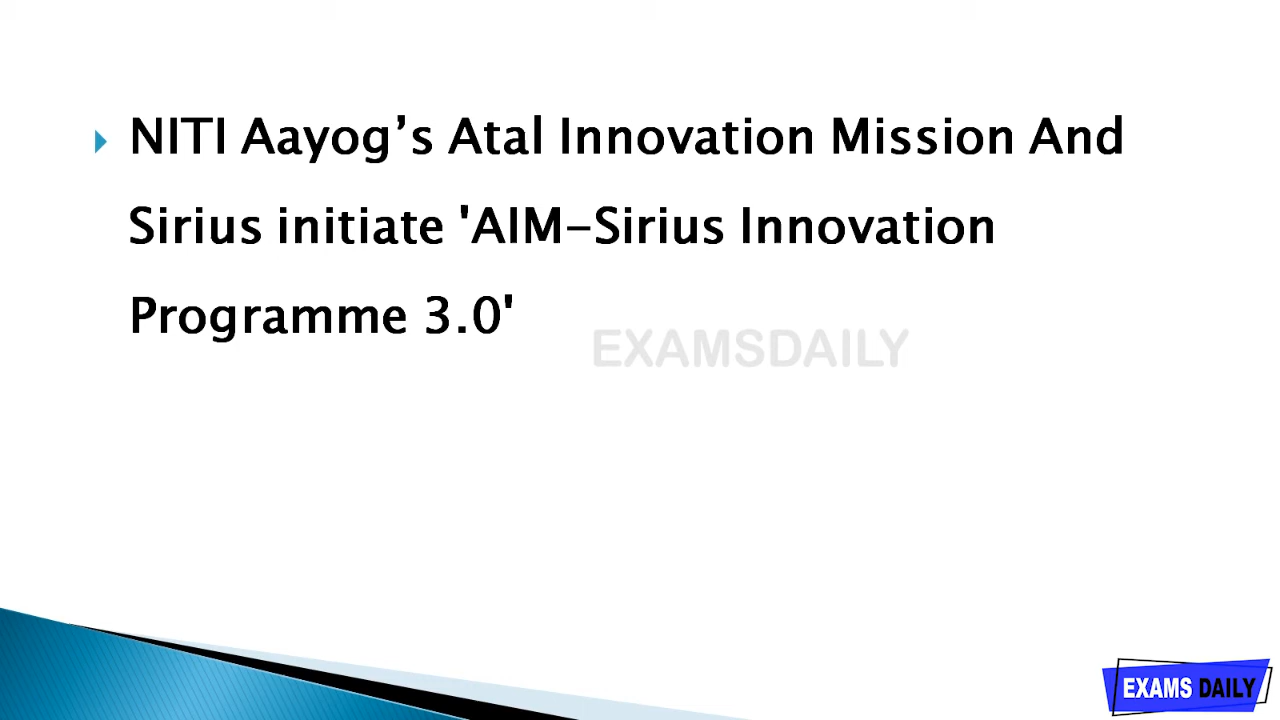 NITI Aayog’s Atal Innovation Mission And
Sirius initiate 'AIM-Sirius Innovation
Programme 3.0'
EXAMSDAILY
EXAMS DAILY